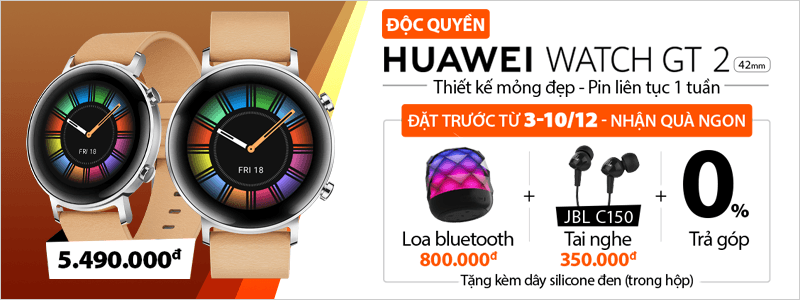 ĐỘC QUYỀN
HUAWEI WATCH GT 2 42mm
Thiết kế mỏng đẹp - Pin liên tục 1 tuần
ĐẶT TRƯỚC TỪ 3-10/12 - NHẬN QUÀ NGON
FRI 18
FRI 18
5.490.000đ
+ JBL C150 + 0%
Loa bluetooth Tai nghe Trả góp
800.000đ 350.000đ
Tặng kèm dây silicone đen (trong hộp)